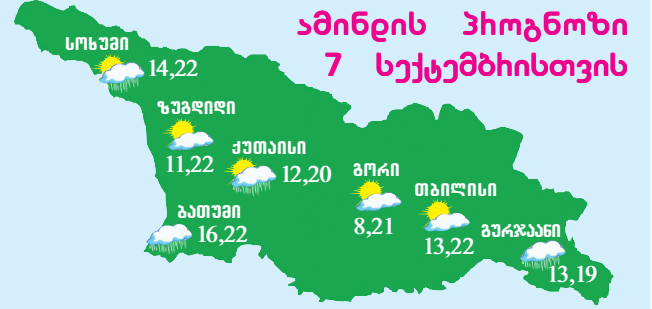 ამინდის პროგნოზი
7 სექტემბრისთვის
სოხუმი
14,22
ზუგდიდი
11,22
ქუთაისი
12,20
გორი
8,21
თბილისი
13,22
ბათუმი
16,22
გურჯაანი
13,19